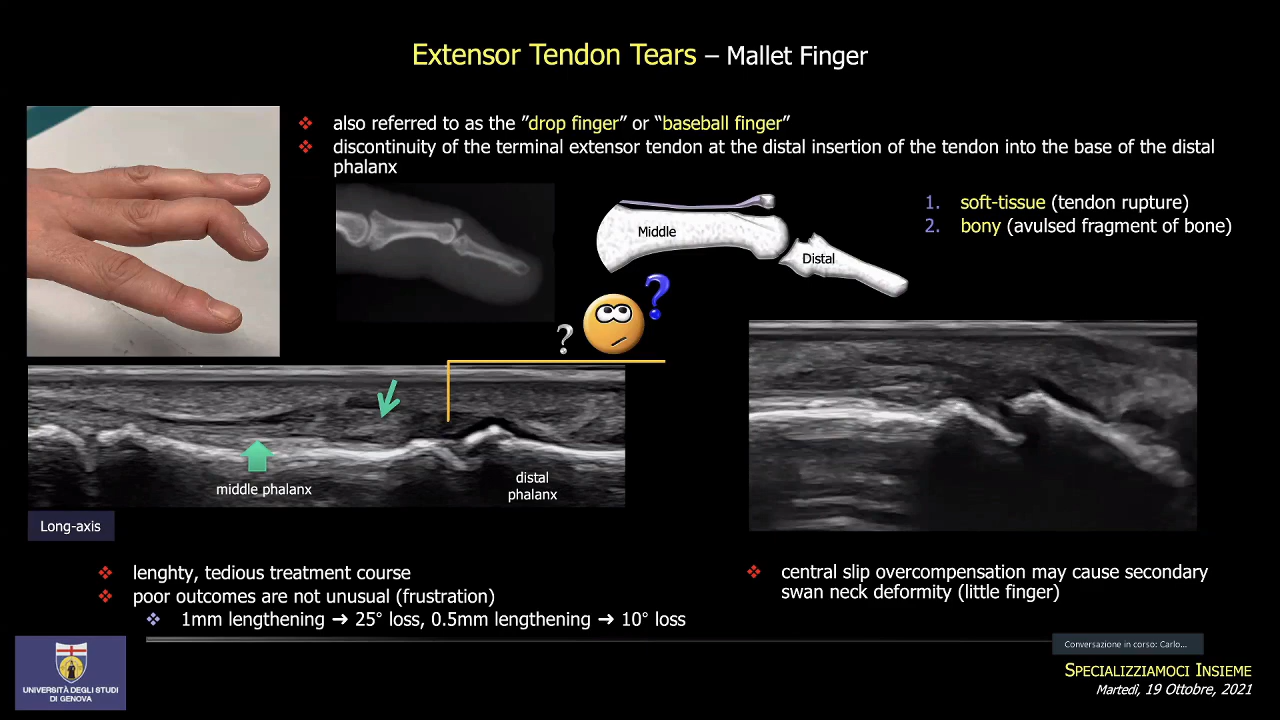 Extensor Tendon Tears – Mallet Finger
also referred to as the ”drop finger” or “baseball finger”
discontinuity of the terminal extensor tendon at the distal insertion of the tendon into the base of the distal
phalanx
1. soft-tissue (tendon rupture)
2. bony (avulsed fragment of bone)
Middle
Distal
? ?
middle phalanx
distal
phalanx
Long-axis
lenghty, tedious treatment course
poor outcomes are not unusual (frustration)
1mm lengthening ➜ 25° loss, 0.5mm lengthening ➜ 10° loss
central slip overcompensation may cause secondary
swan neck deformity (little finger)
UNIVERSITÀ DEGLI STUDI
DI GENOVA
Conversazione in corso: Carlo...
SPECIALIZZIAMOCI INSIEME
Martedì, 19 Ottobre, 2021